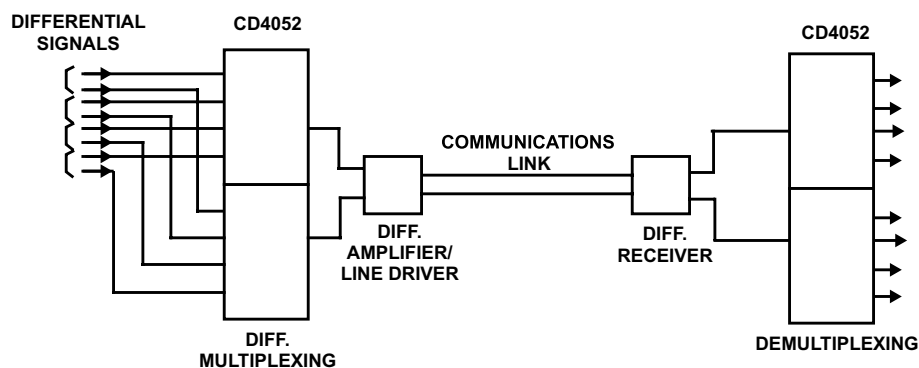 DIFFERENTIAL
SIGNALS
CD4052
CD4052
COMMUNICATIONS
LINK
DIFF.
AMPLIFIER/
LINE DRIVER
DIFF.
RECEIVER
DIFF.
MULTIPLEXING
DEMULTIPLEXING